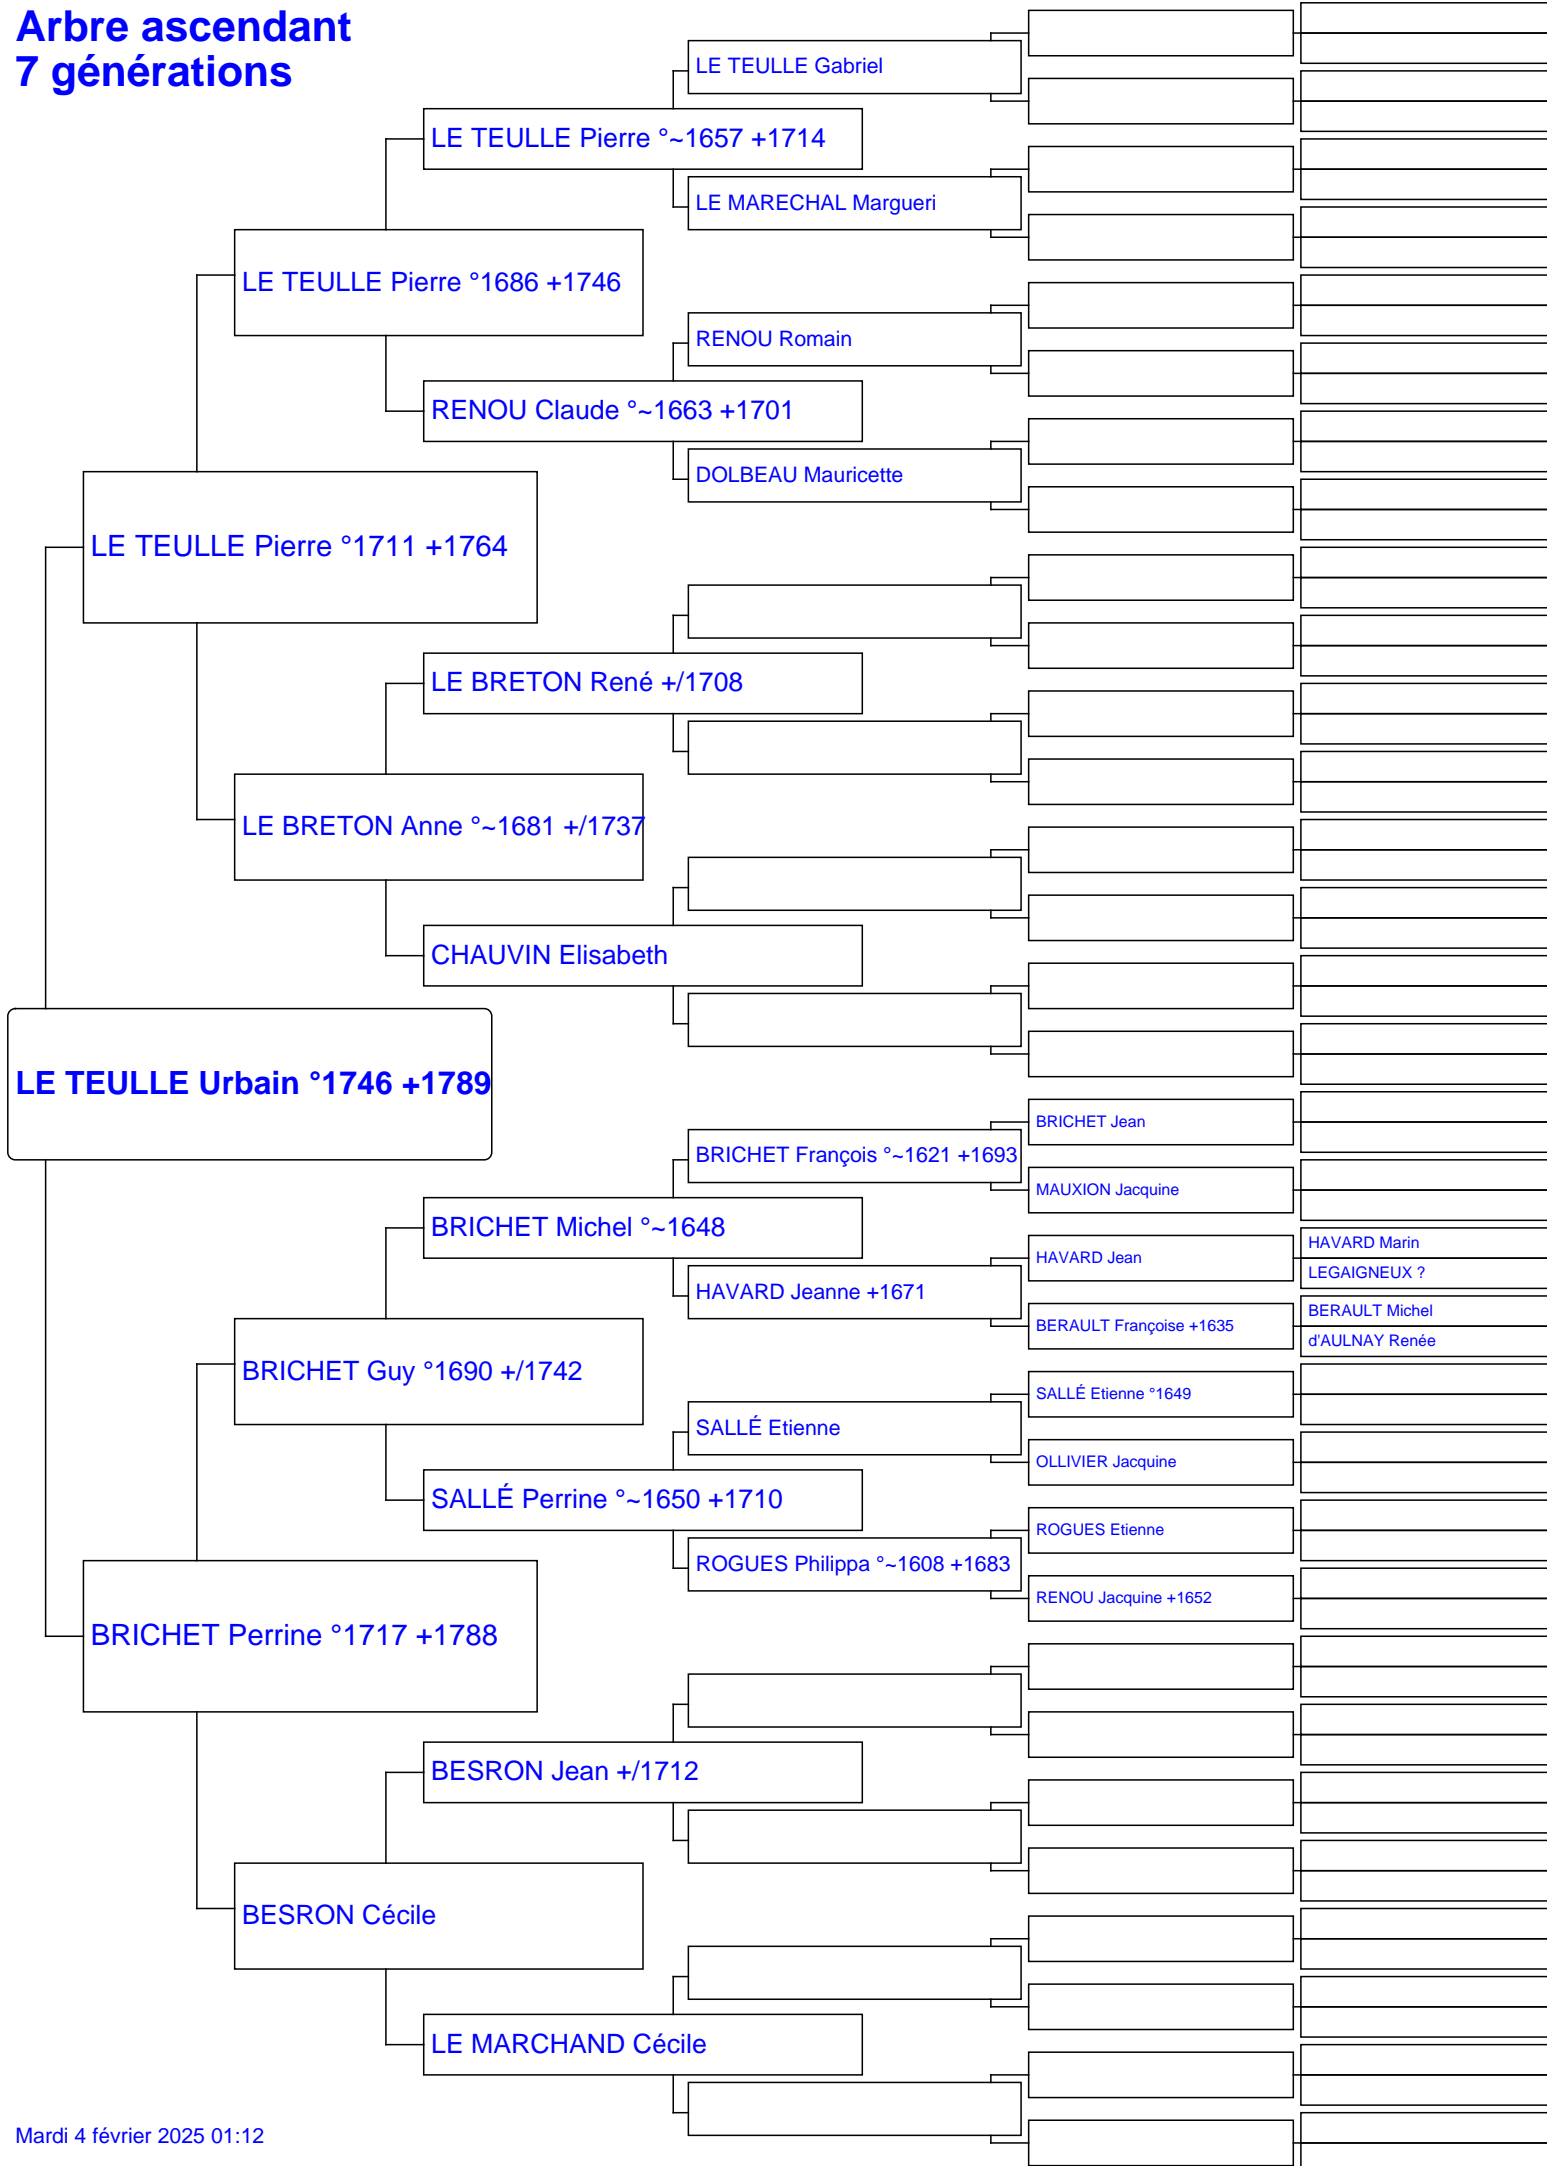 Arbre ascendant
7 générations
LE TEULLE Gabriel
LE TEULLE Pierre °~1657 +1714
LE MARECHAL Margueri
LE TEULLE Pierre °1686 +1746
RENOU Romain
RENOU Claude °~1663 +1701
DOLBEAU Mauricette
LE TEULLE Pierre °1711 +1764
LE BRETON René +/1708
LE BRETON Anne °~1681 +/1737
CHAUVIN Elisabeth
LE TEULLE Urbain °1746 +1789
BRICHET Jean
BRICHET François °~1621 +1693
MAUXION Jacquine
BRICHET Michel °~1648
HAVARD Marin
HAVARD Jean
LEGAIGNEUX ?
HAVARD Jeanne +1671
BERAULT Michel
BERAULT Françoise +1635
d'AULNAY Renée
BRICHET Guy °1690 +/1742
SALLÉ Etienne °1649
SALLÉ Etienne
OLLIVIER Jacquine
SALLÉ Perrine °~1650 +1710
ROGUES Etienne
ROGUES Philippa °~1608 +1683
RENOU Jacquine +1652
BRICHET Perrine °1717 +1788
BESRON Jean +/1712
BESRON Cécile
LE MARCHAND Cécile
Mardi 4 février 2025 01:12